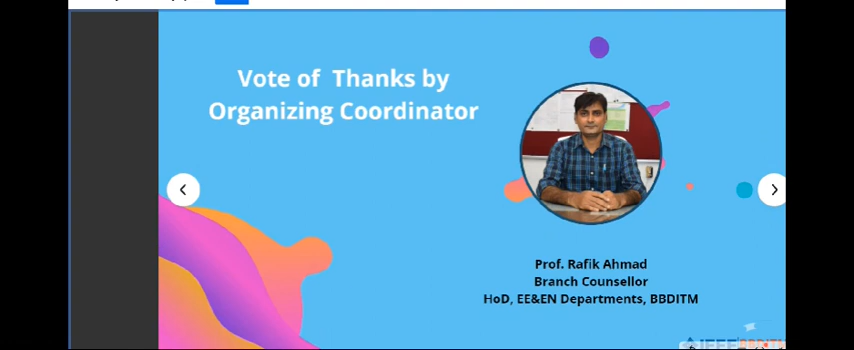 Vote of Thanks by
Organizing Coordinator
Prof. Rafik Ahmad
Branch Counsellor
HoD, EE&EN Departments, BBDITM